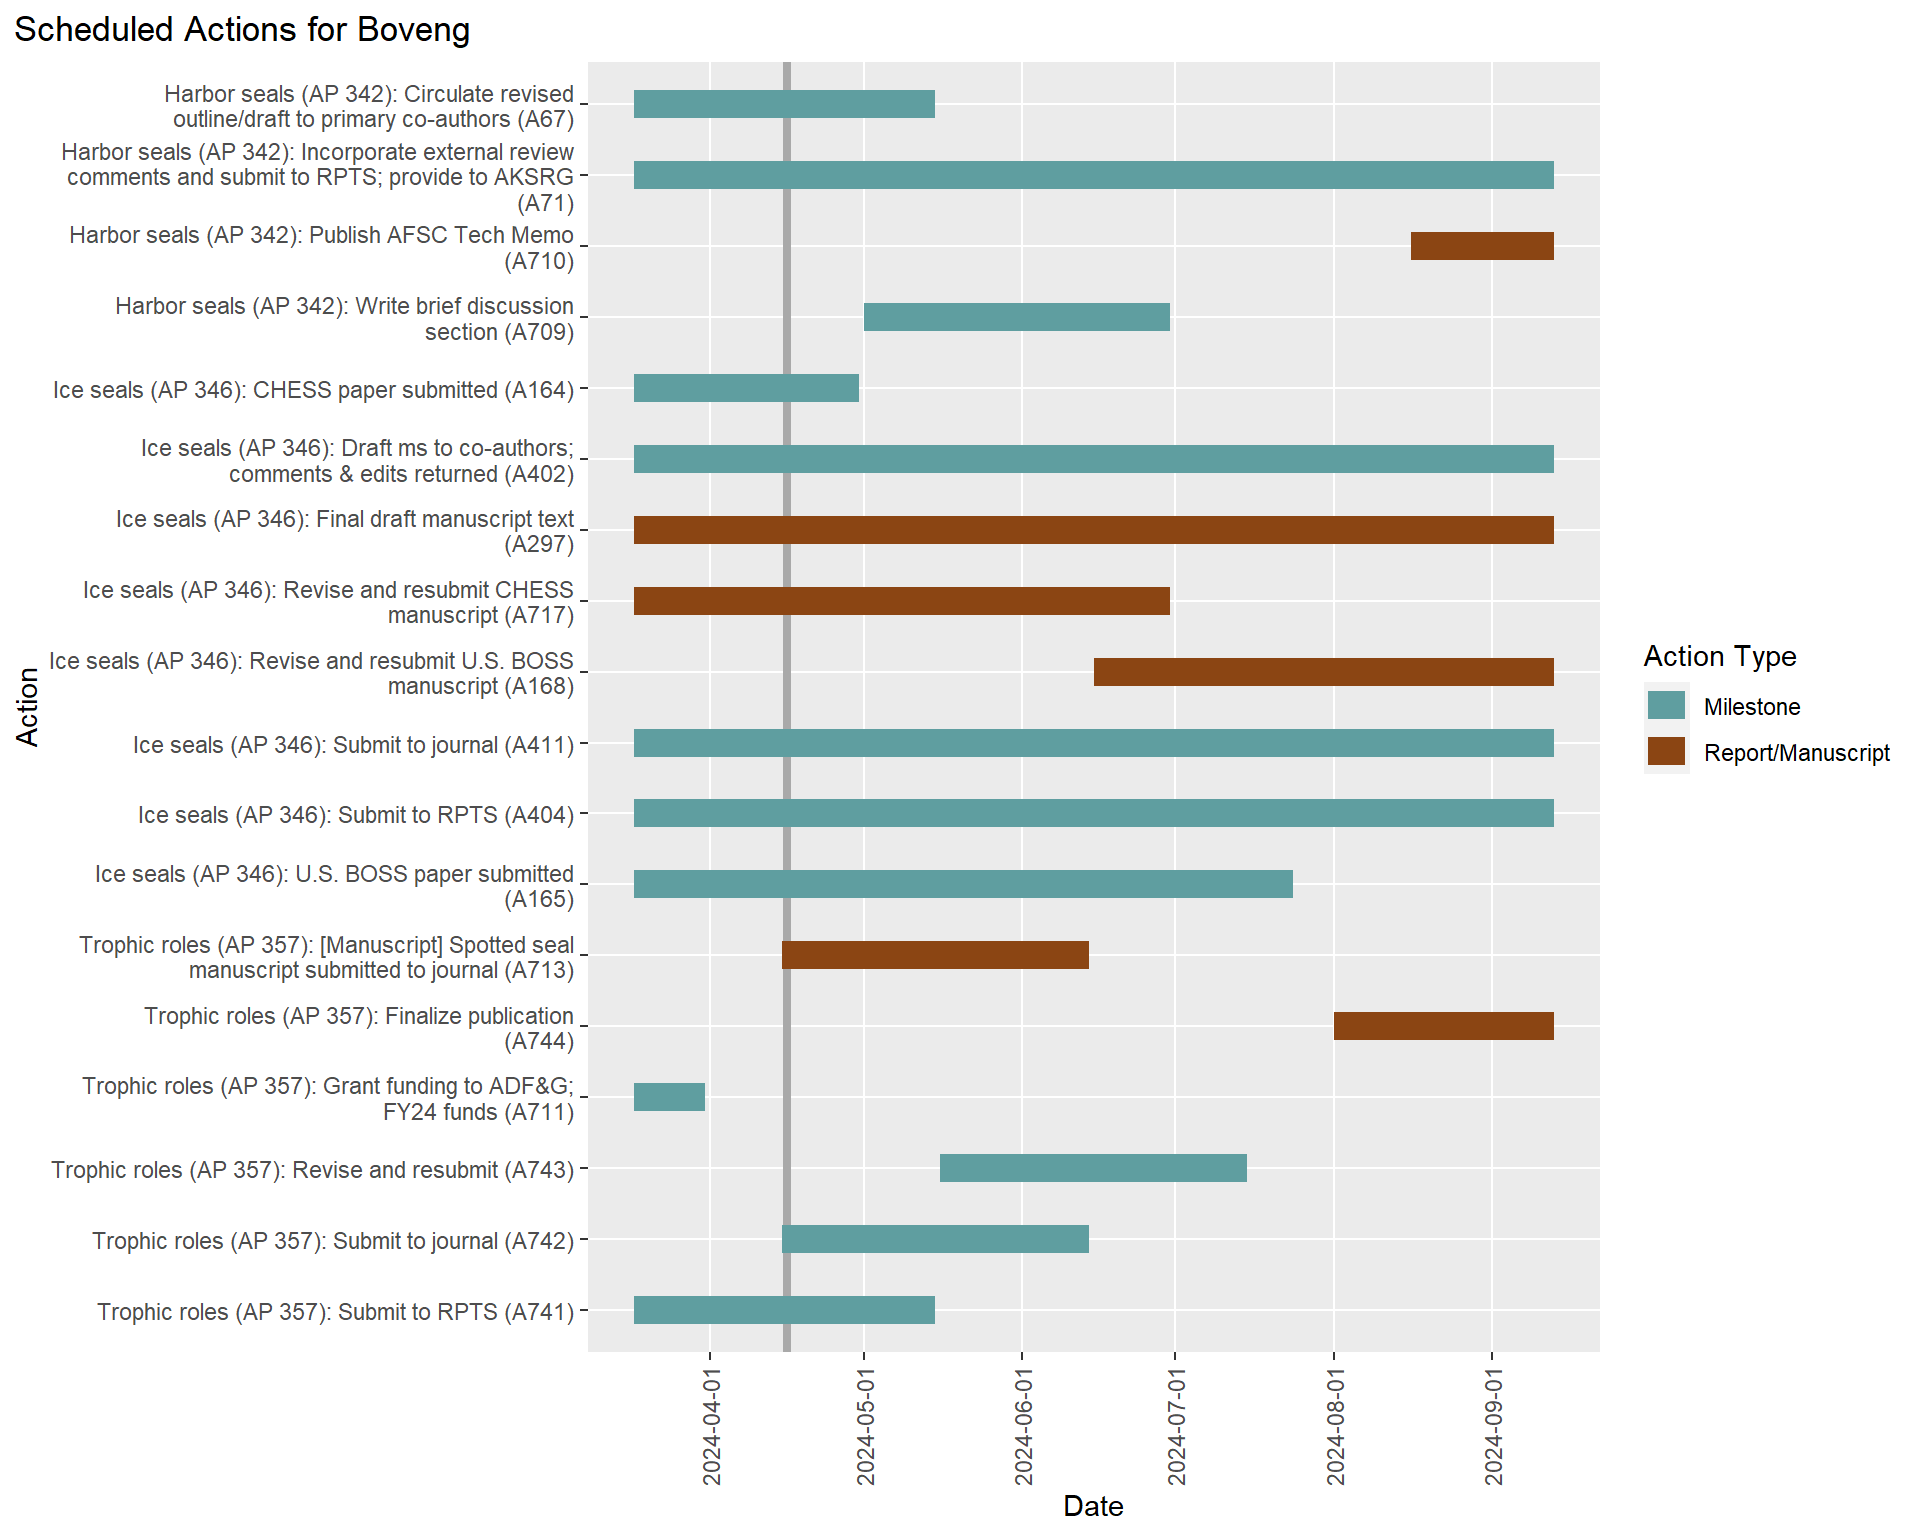 Scheduled Actions for Boveng
Harbor seals (AP 342): Circulate revised
outline/draft to primary co-authors (A67)
Harbor seals (AP 342): Incorporate external review
comments and submit to RPTS; provide to AKSRG
(A71)
Harbor seals (AP 342): Publish AFSC Tech Memo
(A710)
Harbor seals (AP 342): Write brief discussion
section (A709)
Ice seals (AP 346): CHESS paper submitted (A164)
Ice seals (AP 346): Draft ms to co-authors;
comments & edits returned (A402)
Ice seals (AP 346): Final draft manuscript text
(A297)
Ice seals (AP 346): Revise and resubmit CHESS
manuscript (A717)
Ice seals (AP 346): Revise and resubmit U.S. BOSS
manuscript (A168)
Ice seals (AP 346): Submit to journal (A411)
Ice seals (AP 346): Submit to RPTS (A404)
Ice seals (AP 346): U.S. BOSS paper submitted
(A165)
Trophic roles (AP 357): [Manuscript] Spotted seal
manuscript submitted to journal (A713)
Trophic roles (AP 357): Finalize publication
(A744)
Trophic roles (AP 357): Grant funding to ADF&G;
FY24 funds (A711)
Trophic roles (AP 357): Revise and resubmit (A743)
Trophic roles (AP 357): Submit to journal (A742)
Trophic roles (AP 357): Submit to RPTS (A741)
Action
2024-04-01
2024-05-01
2024-06-01
2024-07-01
2024-08-01
2024-09-01
Date
Action Type
Milestone
Report/Manuscript